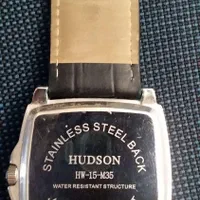 STAINLESS STEEL BACK
HUDSON
HW-15-M35
WATER RESISTANT STRUCTURE